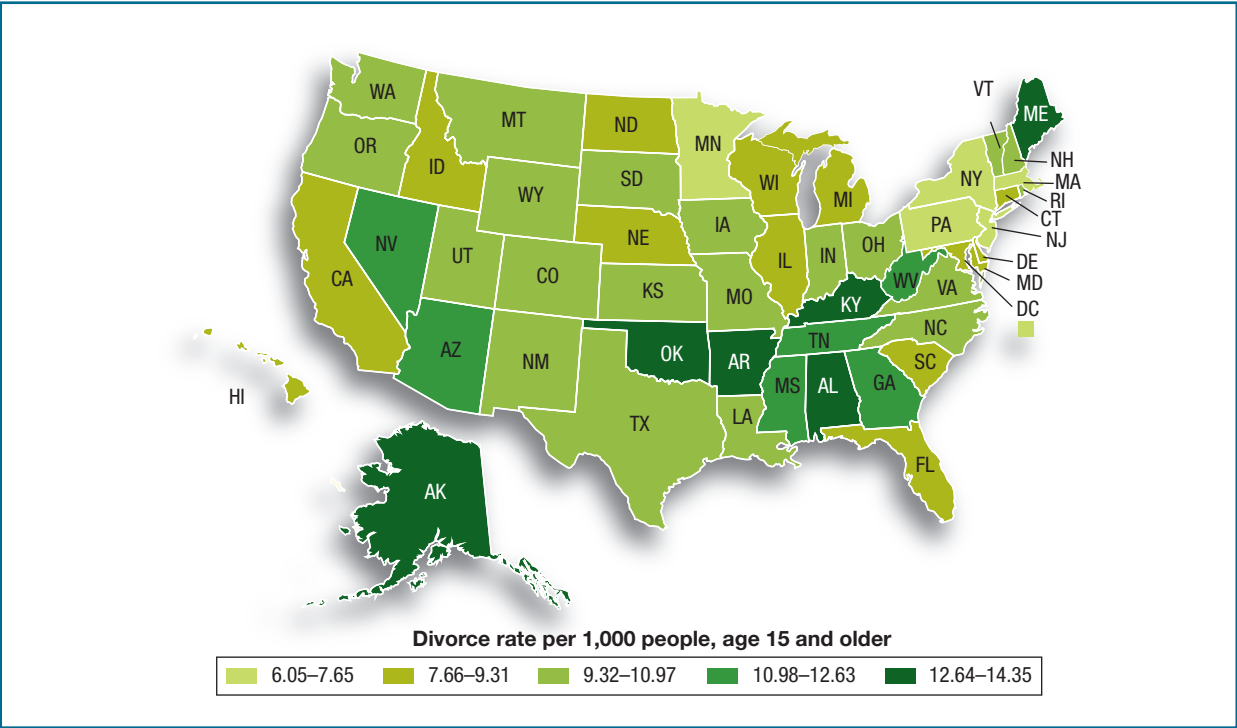 WA
MT
ND
MN
VT
ME
OR
ID
SD
WI
MI
NY
NH
MA
RI
CT
NJ
WY
IA
PA
NE
NV
UT
CO
IL
IN
OH
DE
MD
DC
CA
KS
MO
WV
VA
KY
NC
AZ
NM
OK
AR
TN
SC
MS
AL
GA
HI
TX
LA
FL
AK
Divorce rate per 1,000 people, age 15 and older
6.05–7.65 7.66–9.31 9.32–10.97 10.98–12.63 12.64–14.35